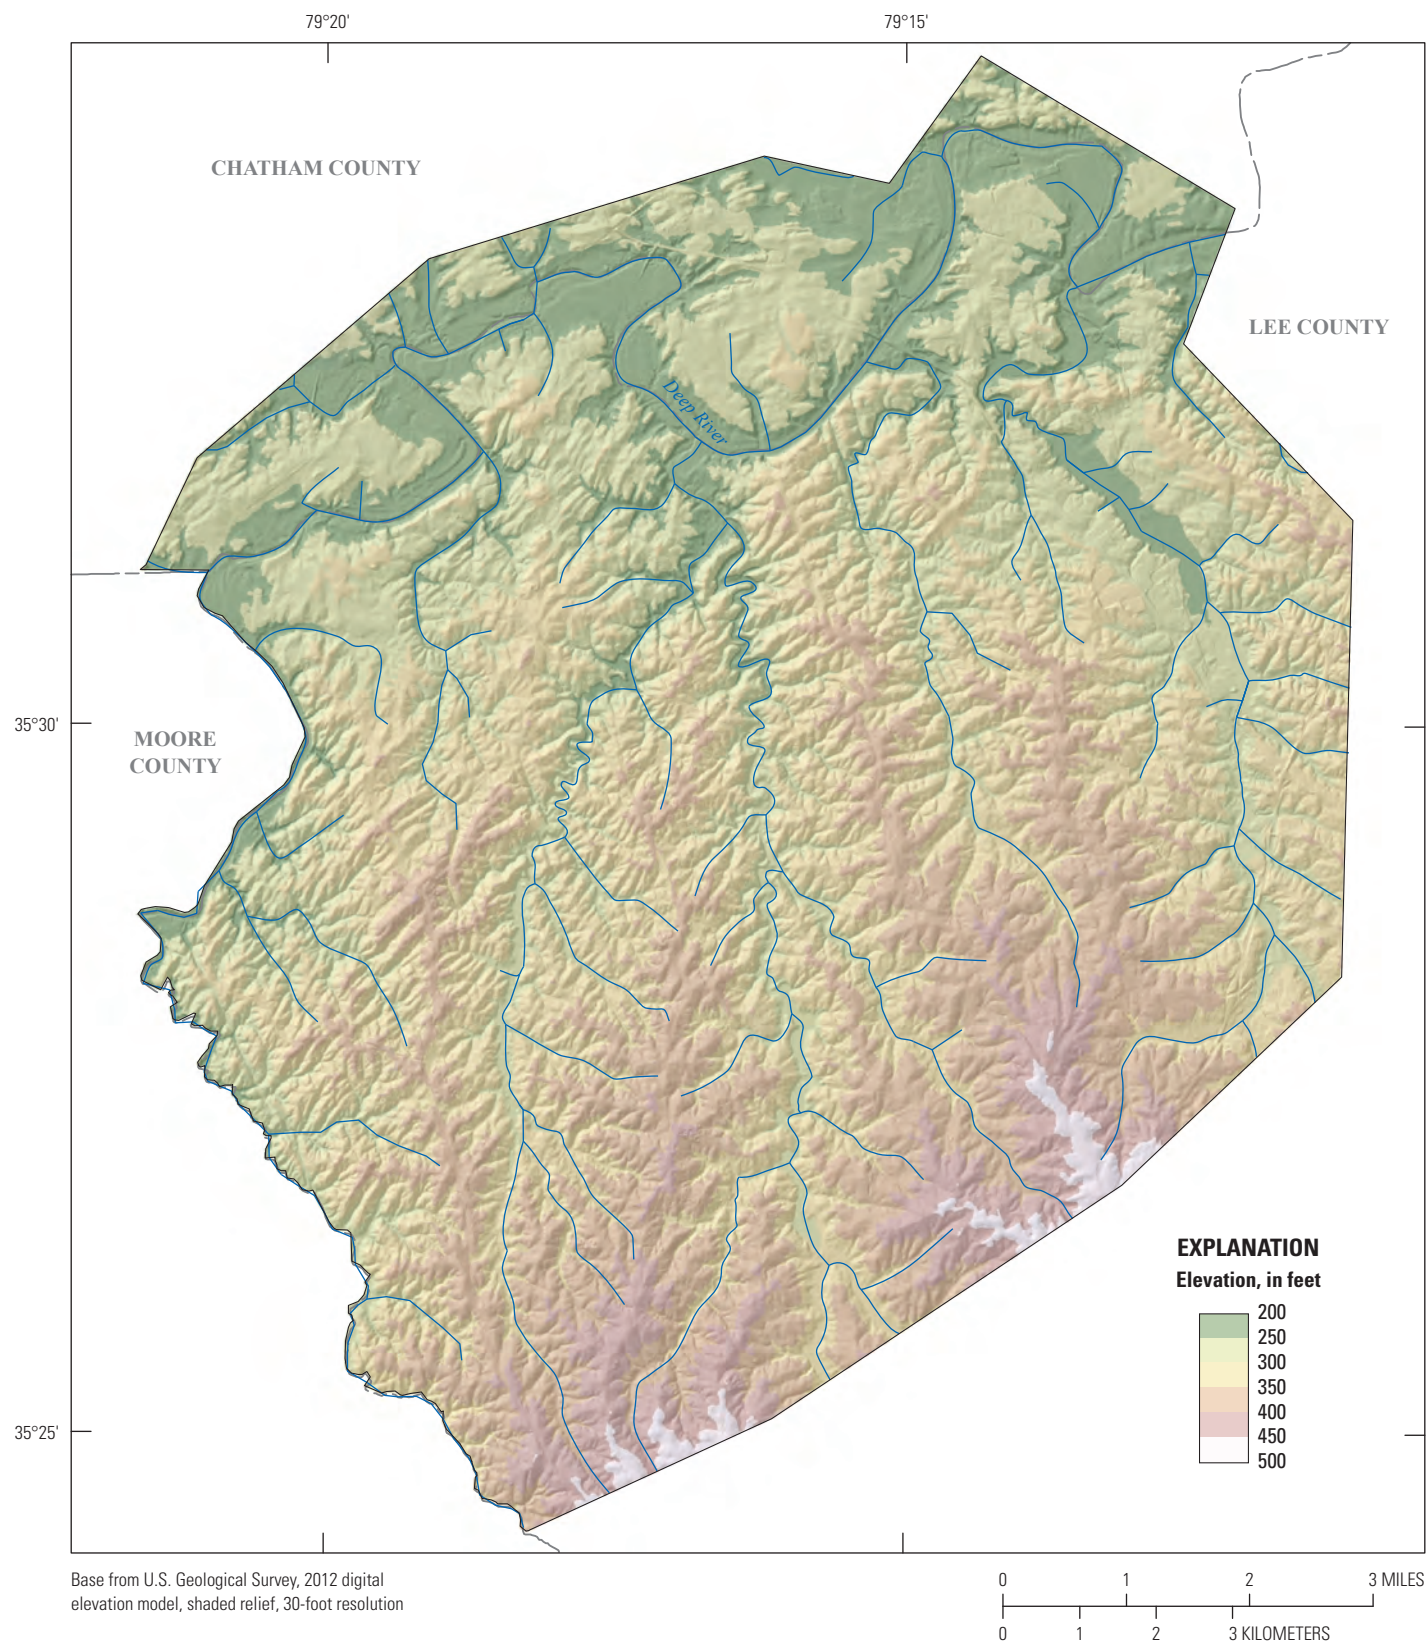 79°20'
79°15'
CHATHAM COUNTY
LEE COUNTY
Deep River
35°30'
MOORE
COUNTY
EXPLANATION
Elevation, in feet
200
250
300
350
400
450
500
35°25'
Base from U.S. Geological Survey, 2012 digital
elevation model, shaded relief, 30-foot resolution
0 1 2 3 MILES
0 1 2 3 KILOMETERS